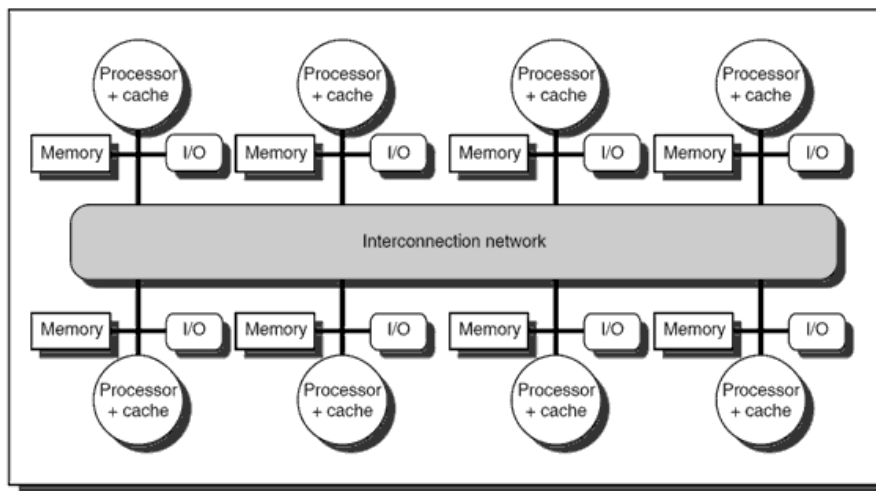 Processor
+ cache
Processor
+ cache
Processor
+ cache
Processor
+ cache
Memory
I/O
Memory
I/O
Memory
I/O
Memory
I/O
Interconnection network
Memory
I/O
Memory
I/O
Memory
I/O
Memory
I/O
Processor
+ cache
Processor
+ cache
Processor
+ cache
Processor
+ cache